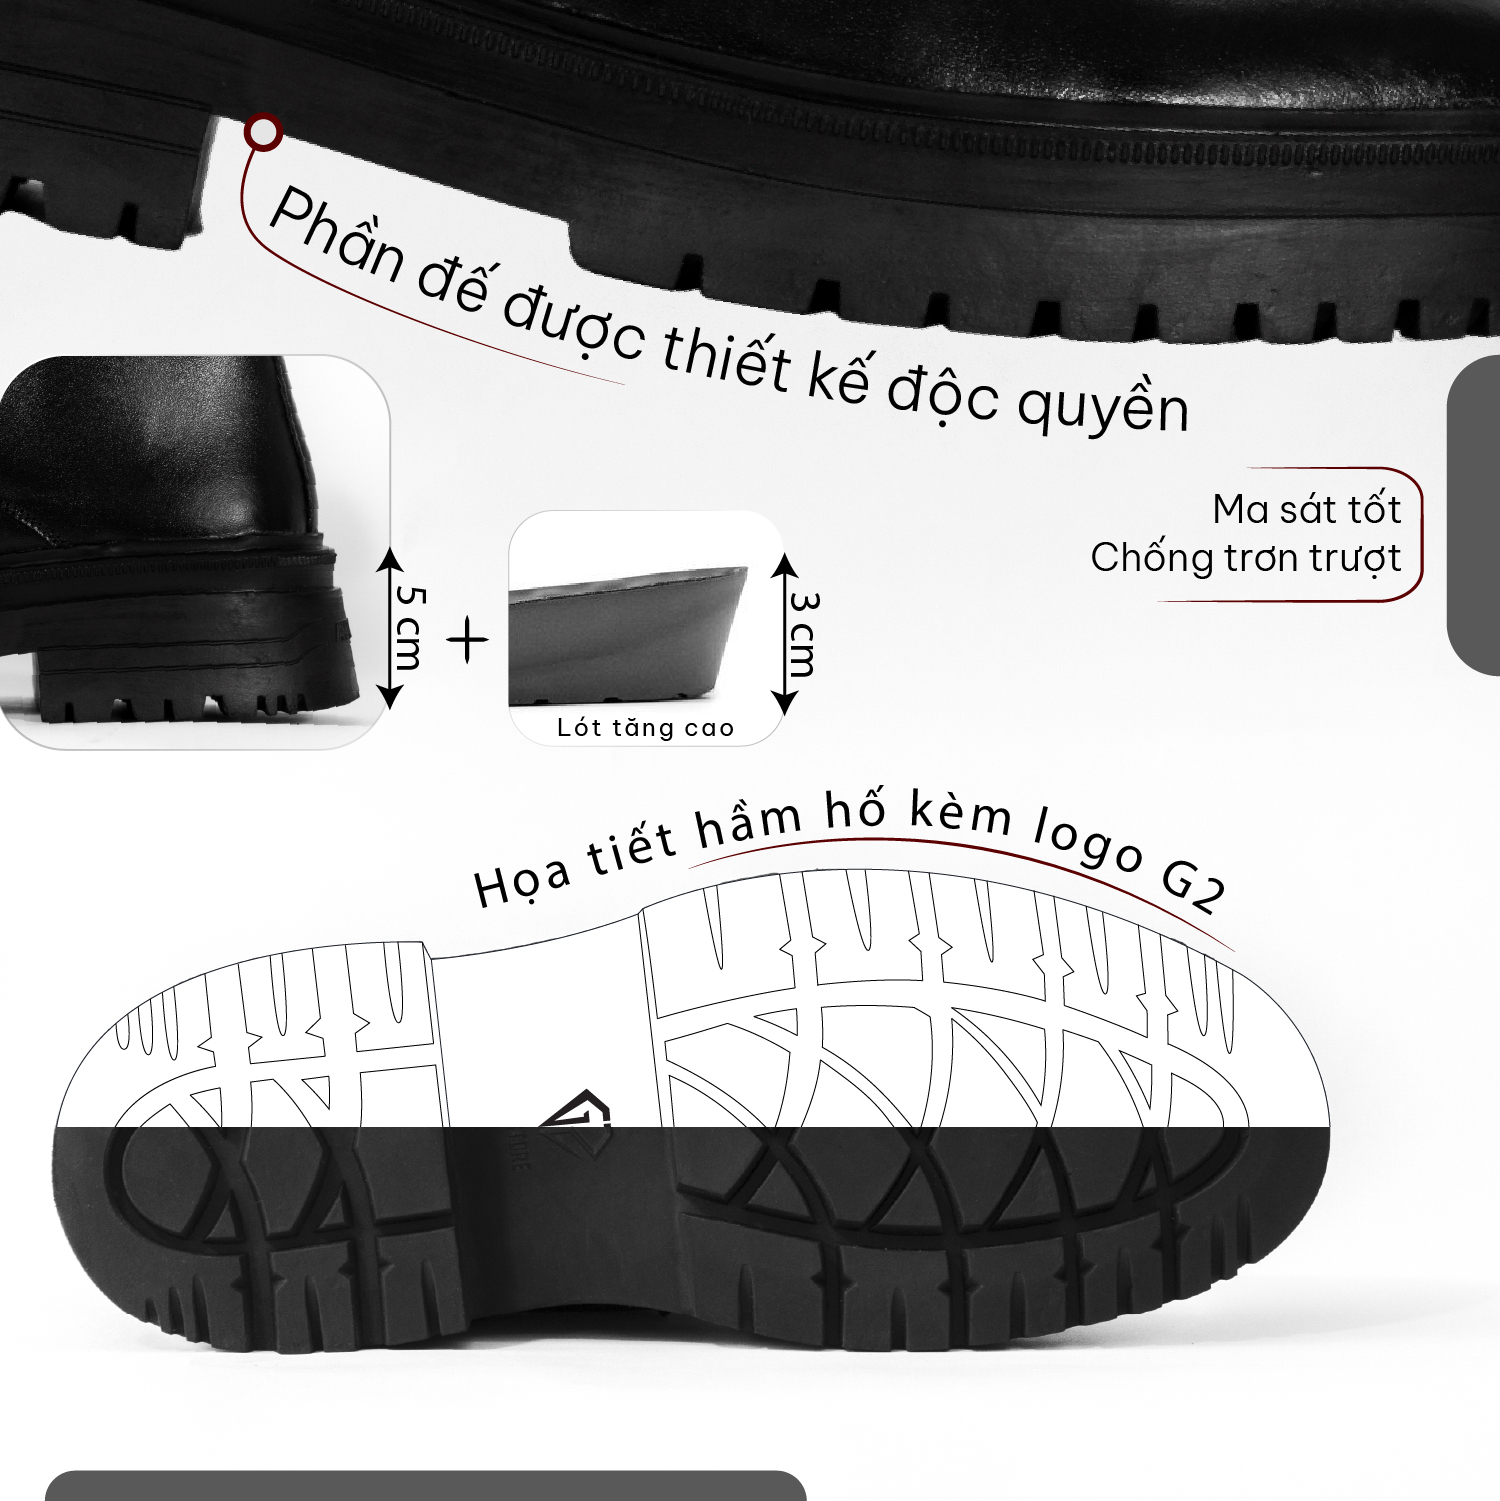 Phần đế được thiết kế độc quyền
Ma sát tốt
Chống trơn trượt
5 cm
+
3 cm
Lót tăng cao
Họa tiết hầm hố kèm logo G2